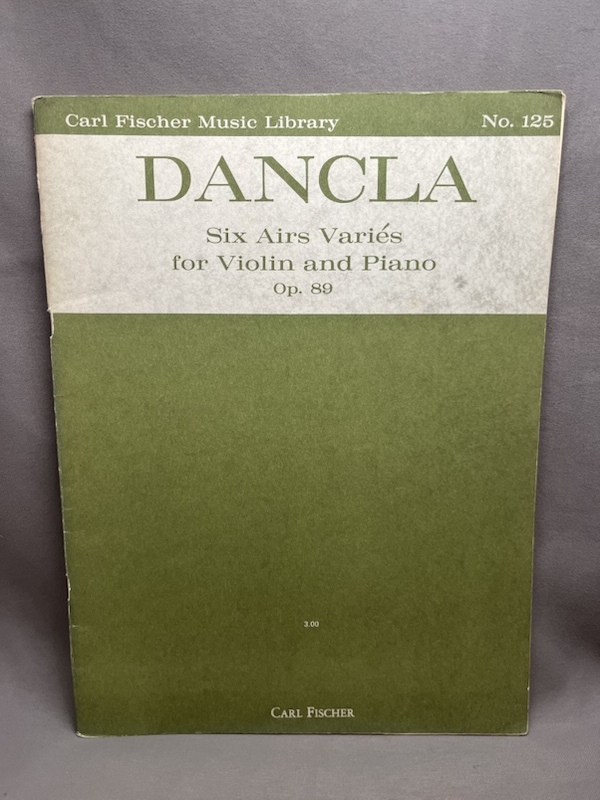 Carl Fischer Music Library No. 125
DANCLA
Six Airs Variés
for Violin and Piano
Op. 89
3.00
CARL FISCHER